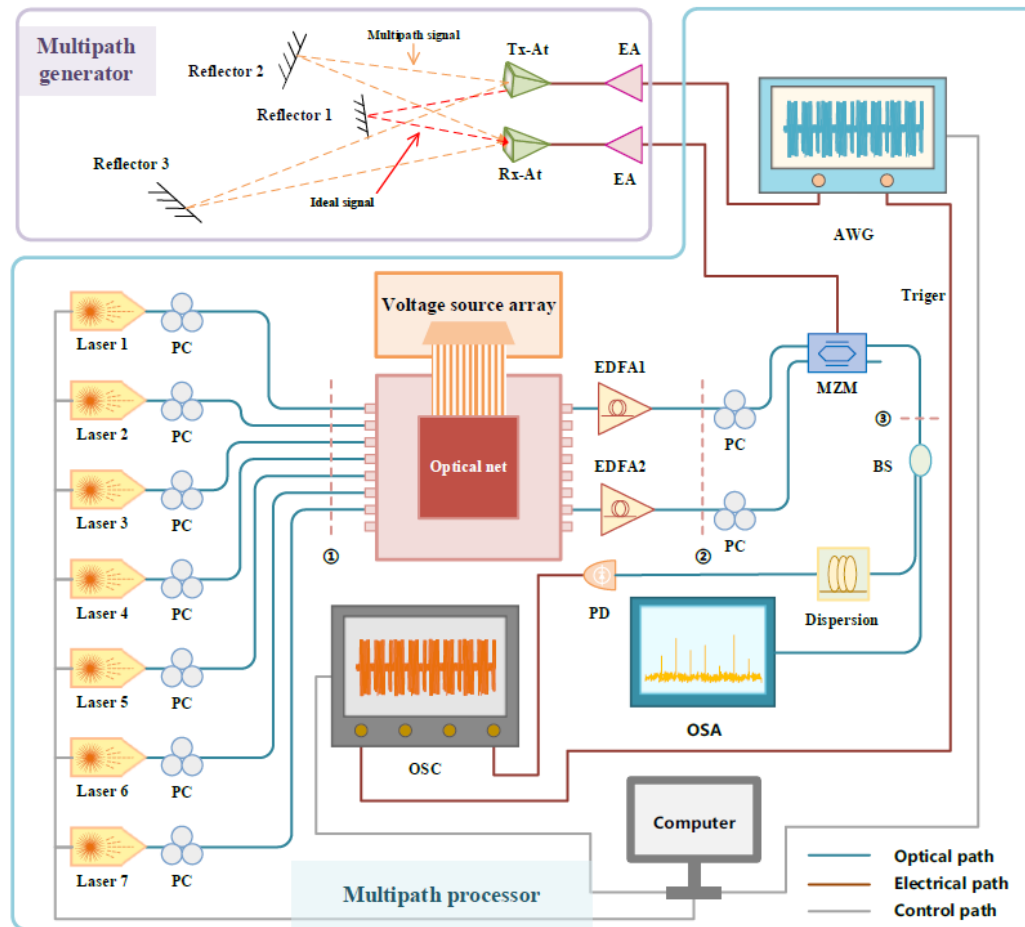 Multipath
generator
Multipath signal
Reflector 2
Reflector 1
Reflector 3
Ideal signal
Tx-At
EA
Rx-At
EA
AWG
Triger
Laser 1
PC
Laser 2
PC
Laser 3
PC
Laser 4
PC
Laser 5
PC
Laser 6
PC
Laser 7
PC
①
Voltage source array
Optical net
EDFA1
EDFA2
②
PC
PC
MZM
③
BS
Dispersion
PD
OSA
OSC
Computer
Multipath processor
Optical path
Electrical path
Control path